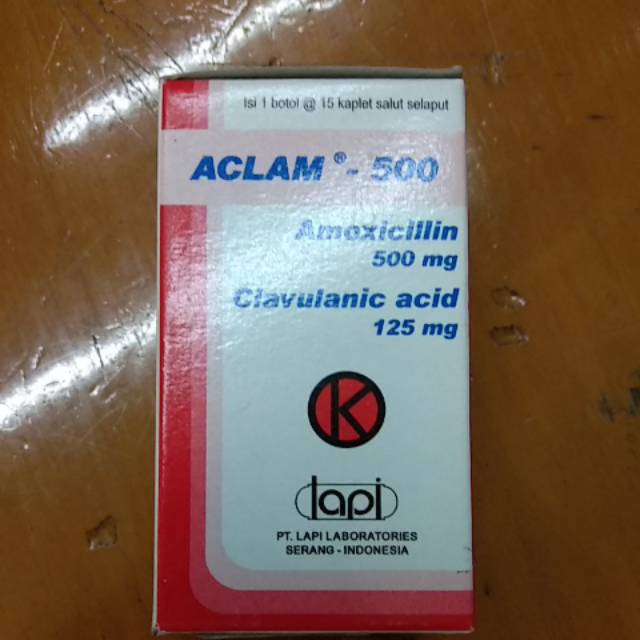 Isi 1 botol @ 15 kaplet salut selaput
ACLAM ® - 500
Amoxicillin
500 mg
Clavulanic acid
125 mg
K
lapi
PT. LAPI LABORATORIES
SERANG - INDONESIA